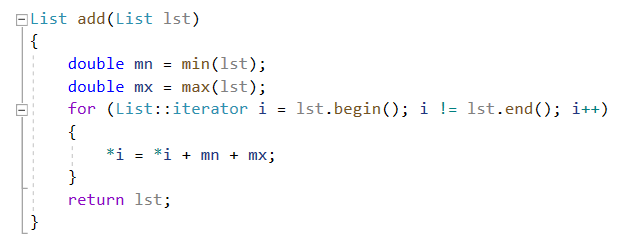 List add(List lst)
{
    double mn = min(lst);
    double mx = max(lst);
    for (List::iterator i = lst.begin(); i != lst.end(); i++)
    {
        *i = *i + mn + mx;
    }
    return lst;
}